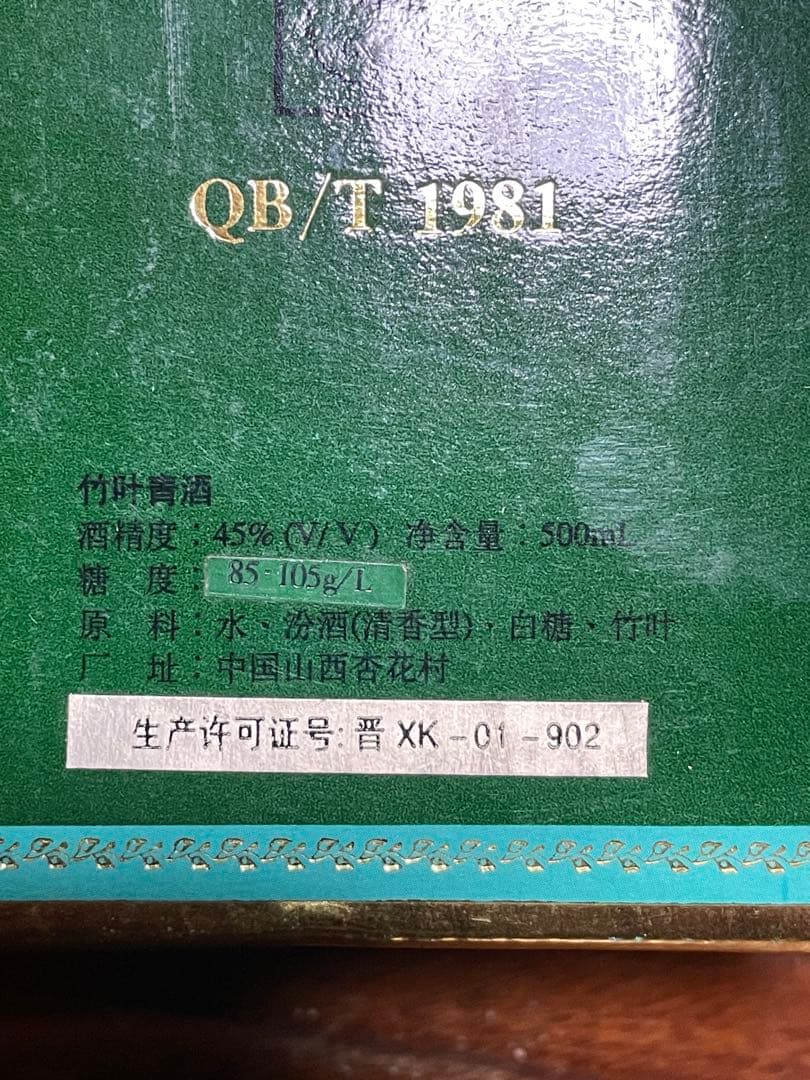 QB/T 1981
竹叶青酒
酒精度：45% (V/V) 净含量：500mL
糖 度：85-105g/L
原 料：水、汾酒(清香型)、白糖、竹叶
厂 址：中国山西杏花村
生产许可证号: 晋 XK-01-902